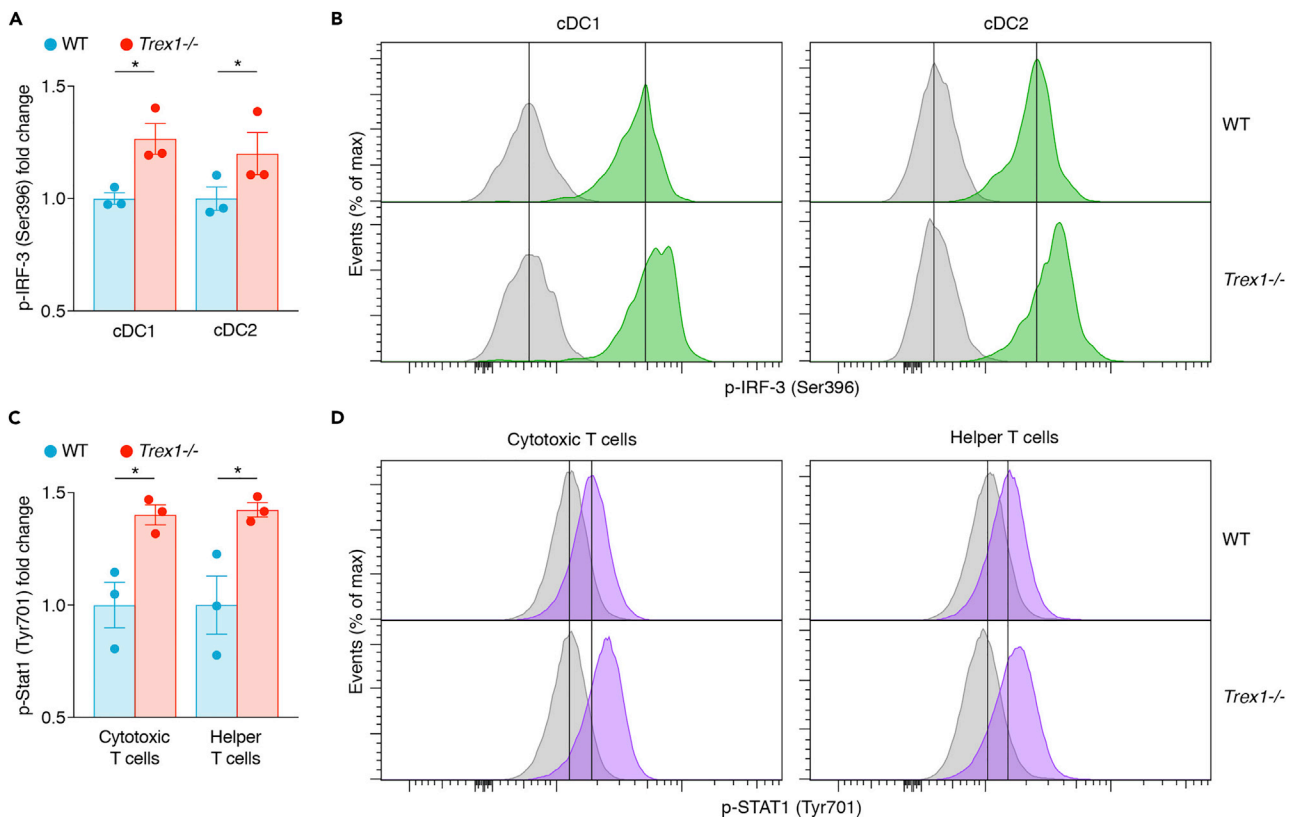 A
WT Trex1-/-
p-IRF-3 (Ser396) fold change
* *
1.5
1.0
0.5
cDC1 cDC2
B
cDC1 cDC2
Events (% of max)
WT
Trex1-/-
p-IRF-3 (Ser396)
C
WT Trex1-/-
p-Stat1 (Tyr701) fold change
* *
1.5
1.0
0.5
Cytotoxic Helper
T cells T cells
D
Cytotoxic T cells Helper T cells
Events (% of max)
WT
Trex1-/-
p-STAT1 (Tyr701)